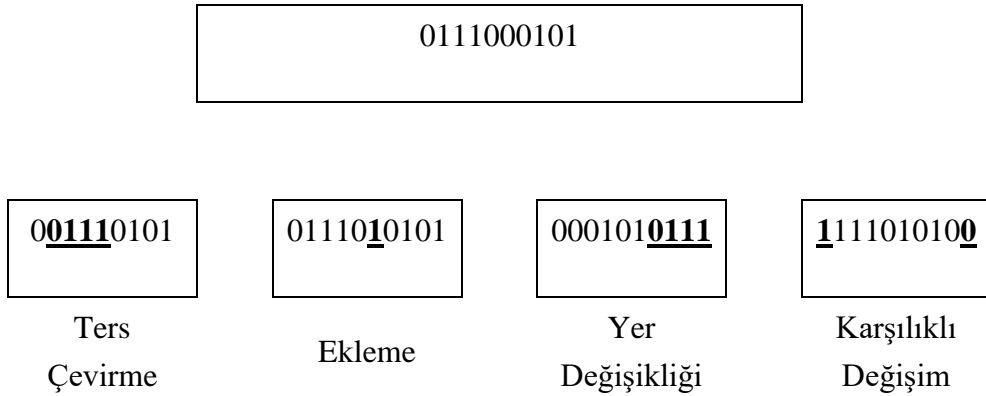 0111000101
001110101
0111010101
0001010111
1111010100
Ters
Çevirme
Ekleme
Yer
Değişikliği
Karşılıklı
Değişim